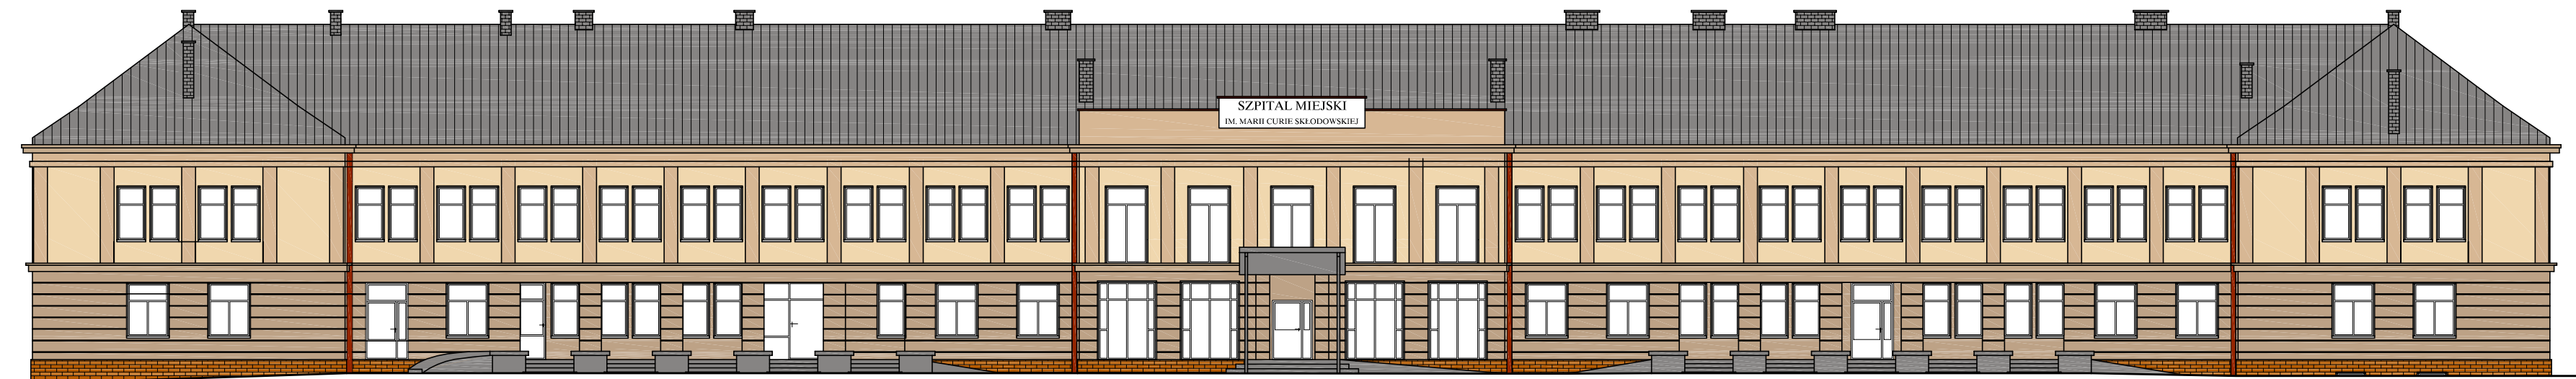 SZPITAL MIEJSKI
IM. MARII CURIE SKŁODOWSKIEJ